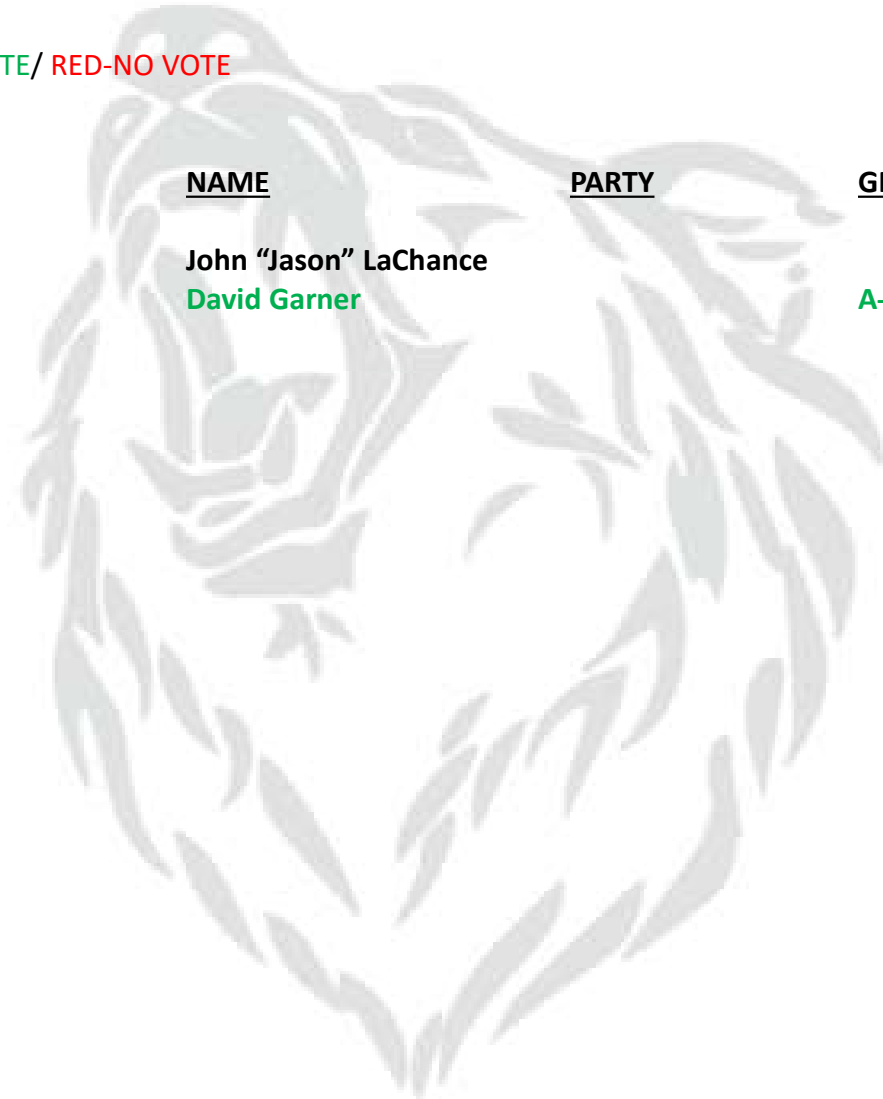 TE/ RED-NO VOTE
NAME PARTY
John “Jason” LaChance
David Garner A-